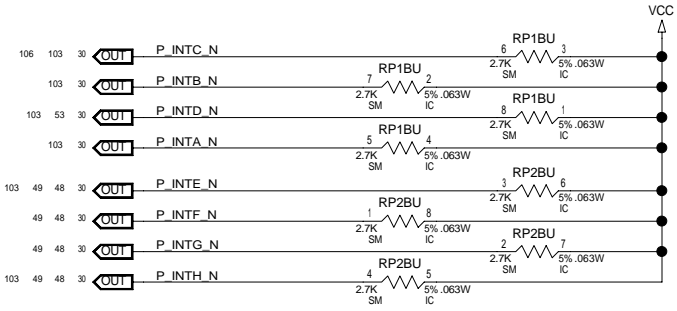 VCC
106 103 30 OUT P_INTC_N 6 RP1BU 3
2.7K 5% .063W
SM IC
103 30 OUT P_INTB_N 7 RP1BU 2
2.7K 5% .063W
SM IC
103 53 30 OUT P_INTD_N 8 RP1BU 1
2.7K 5% .063W
SM IC
103 30 OUT P_INTA_N 5 RP1BU 4
2.7K 5% .063W
SM IC
103 49 48 30 OUT P_INTE_N 3 RP2BU 6
2.7K 5% .063W
SM IC
49 48 30 OUT P_INTF_N 1 RP2BU 8
2.7K 5% .063W
SM IC
49 48 30 OUT P_INTG_N 2 RP2BU 7
2.7K 5% .063W
SM IC
103 49 48 30 OUT P_INTH_N 4 RP2BU 5
2.7K 5% .063W
SM IC